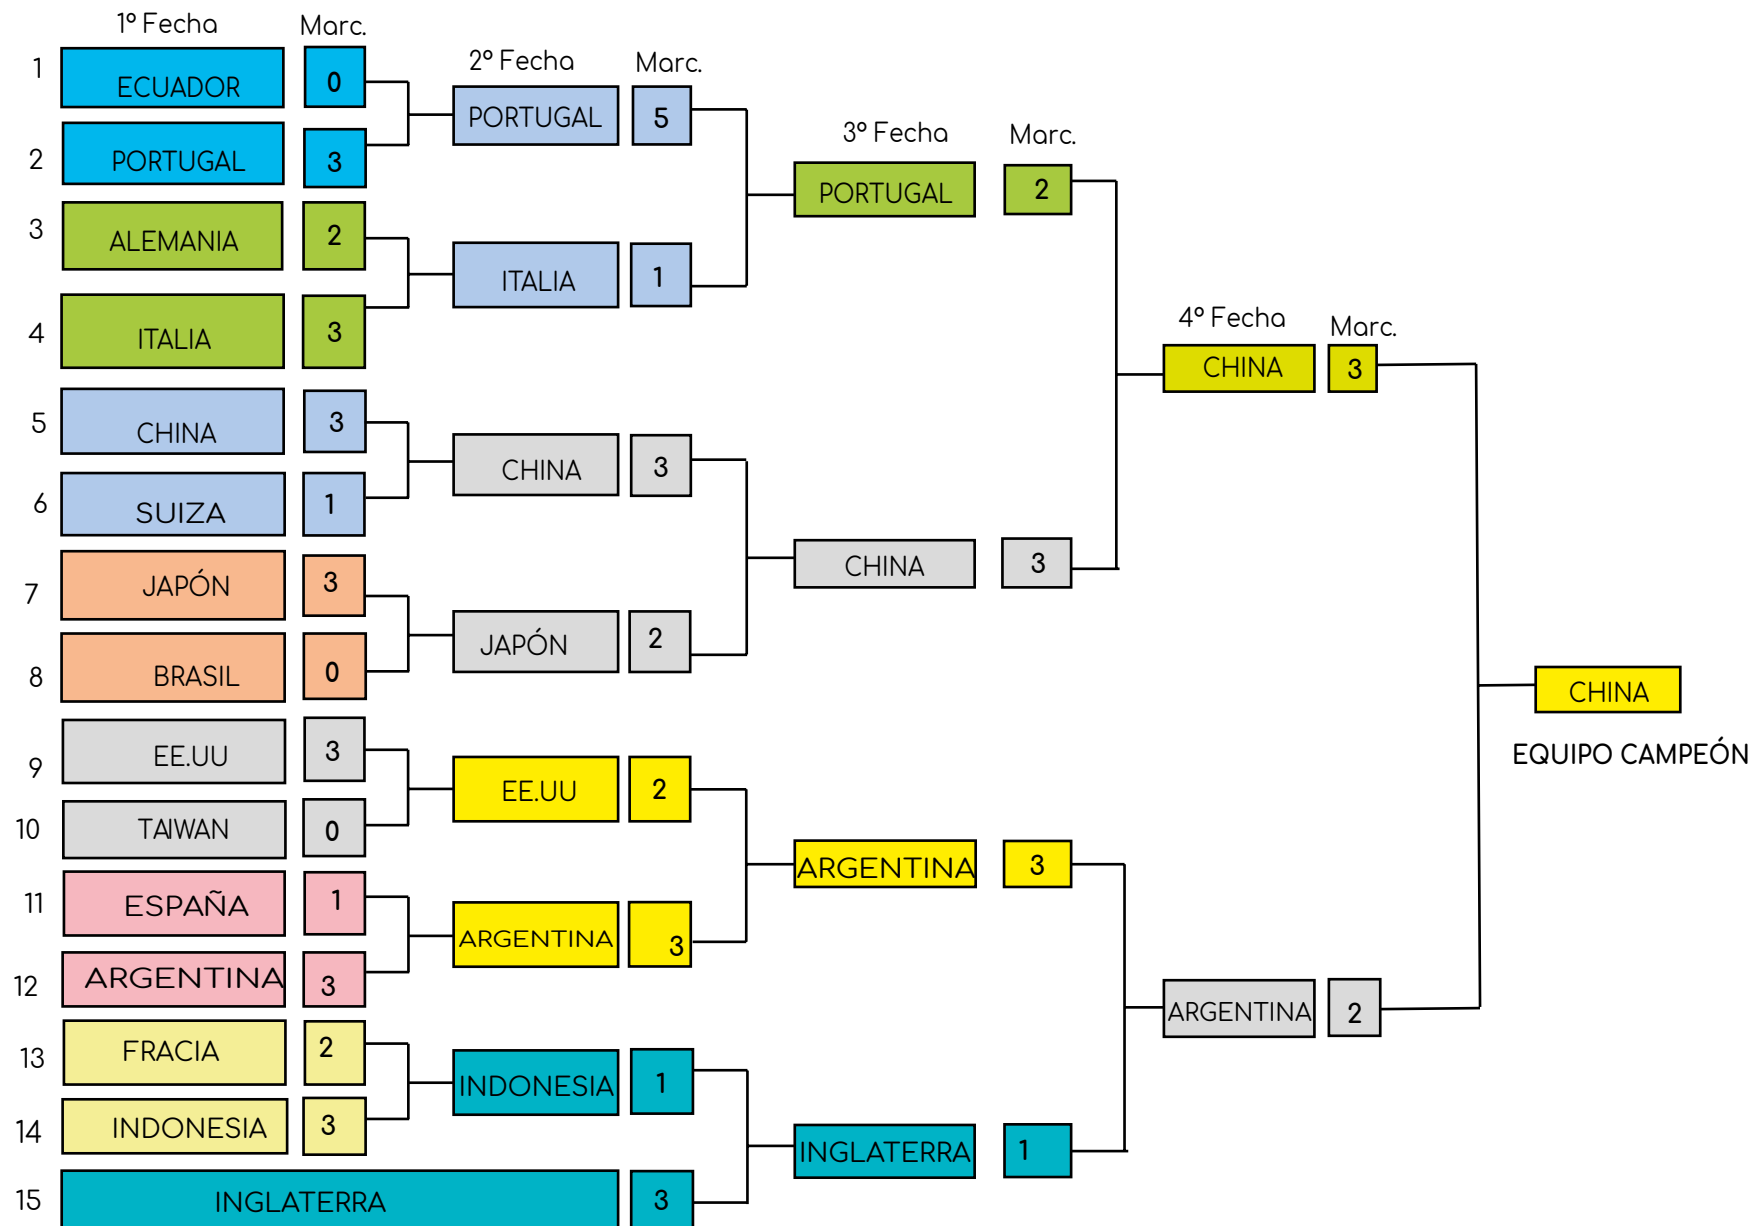 1º Fecha Marc.
1 ECUADOR 0
2 PORTUGAL 3
3 ALEMANIA 2
4 ITALIA 3
5 CHINA 3
6 SUIZA 1
7 JAPÓN 3
8 BRASIL 0
9 EE.UU 3
10 TAIWAN 0
11 ESPAÑA 1
12 ARGENTINA 3
13 FRACIA 2
14 INDONESIA 3
15 INGLATERRA 3
2º Fecha Marc.
PORTUGAL 5
ITALIA 1
CHINA 3
JAPÓN 2
EE.UU 2
ARGENTINA 3
INDONESIA 1
3º Fecha Marc.
PORTUGAL 2
CHINA 3
ARGENTINA 3
INGLATERRA 1
4º Fecha Marc.
CHINA 3
ARGENTINA 2
CHINA
EQUIPO CAMPEÓN